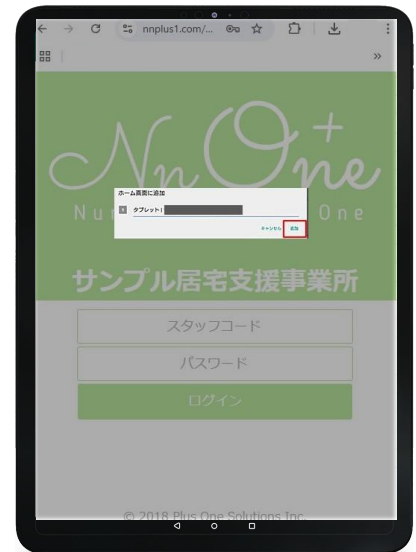 nnplus1.com/...
»
NnOne+
ホーム画面に追加
タブレット!
Nu
One
キャンセル 追加
サンプル居宅支援事業所
スタッフコード
パスワード
ログイン
© 2018 Plus One Solutions Inc.